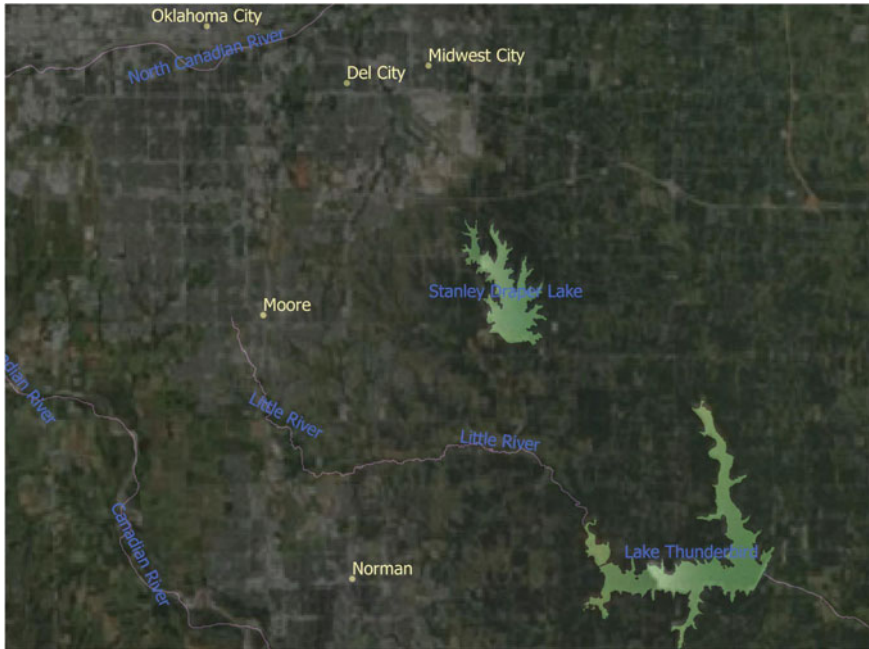 Oklahoma City
North Canadian River
Midwest City
Del City
Stanley Draper Lake
Moore
River
Little River
Little River
Canadian River
Lake Thunderbird
Norman